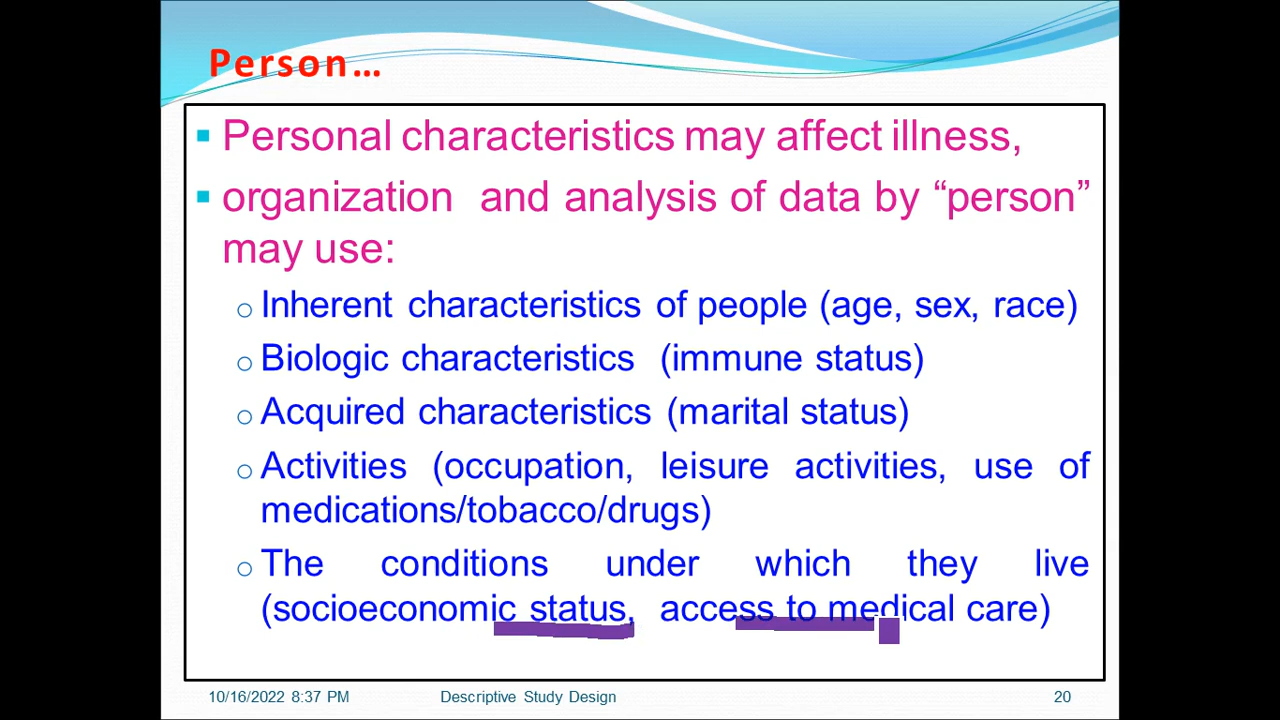 Person…
▪ Personal characteristics may affect illness,
▪ organization and analysis of data by “person”
may use:
o Inherent characteristics of people (age, sex, race)
o Biologic characteristics (immune status)
o Acquired characteristics (marital status)
o Activities (occupation, leisure activities, use of
medications/tobacco/drugs)
o The conditions under which they live
(socioeconomic status, access to medical care)
10/16/2022 8:37 PM Descriptive Study Design 20